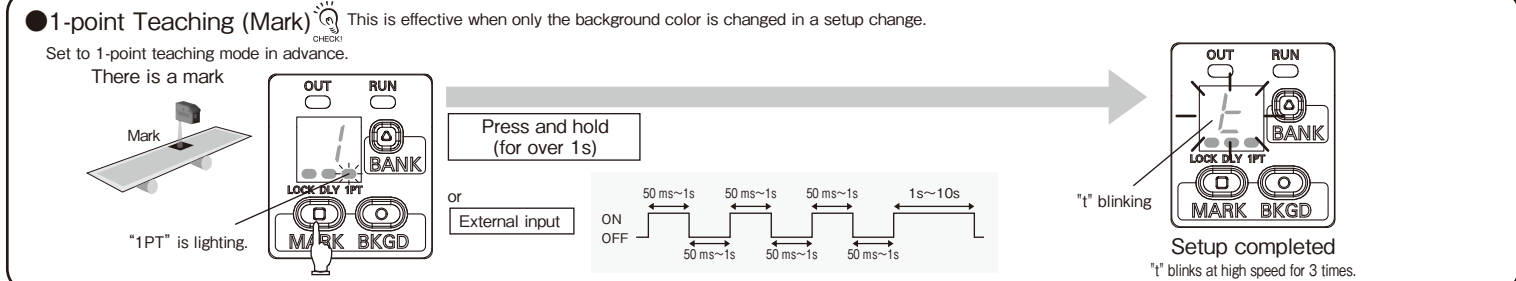 ●1-point Teaching (Mark) CHECK! This is effective when only the background color is changed in a setup change.
Set to 1-point teaching mode in advance.
There is a mark
Mark
OUT RUN
1
BANK
LOCK DLY 1PT
MARK BKGD
"1PT" is lighting.
Press and hold
(for over 1s)
or
External input
50 ms~1s 50 ms~1s 50 ms~1s 1s~10s
ON
OFF
50 ms~1s 50 ms~1s 50 ms~1s
OUT RUN
t
BANK
LOCK DLY 1PT
MARK BKGD
"t" blinking
Setup completed
"t" blinks at high speed for 3 times.